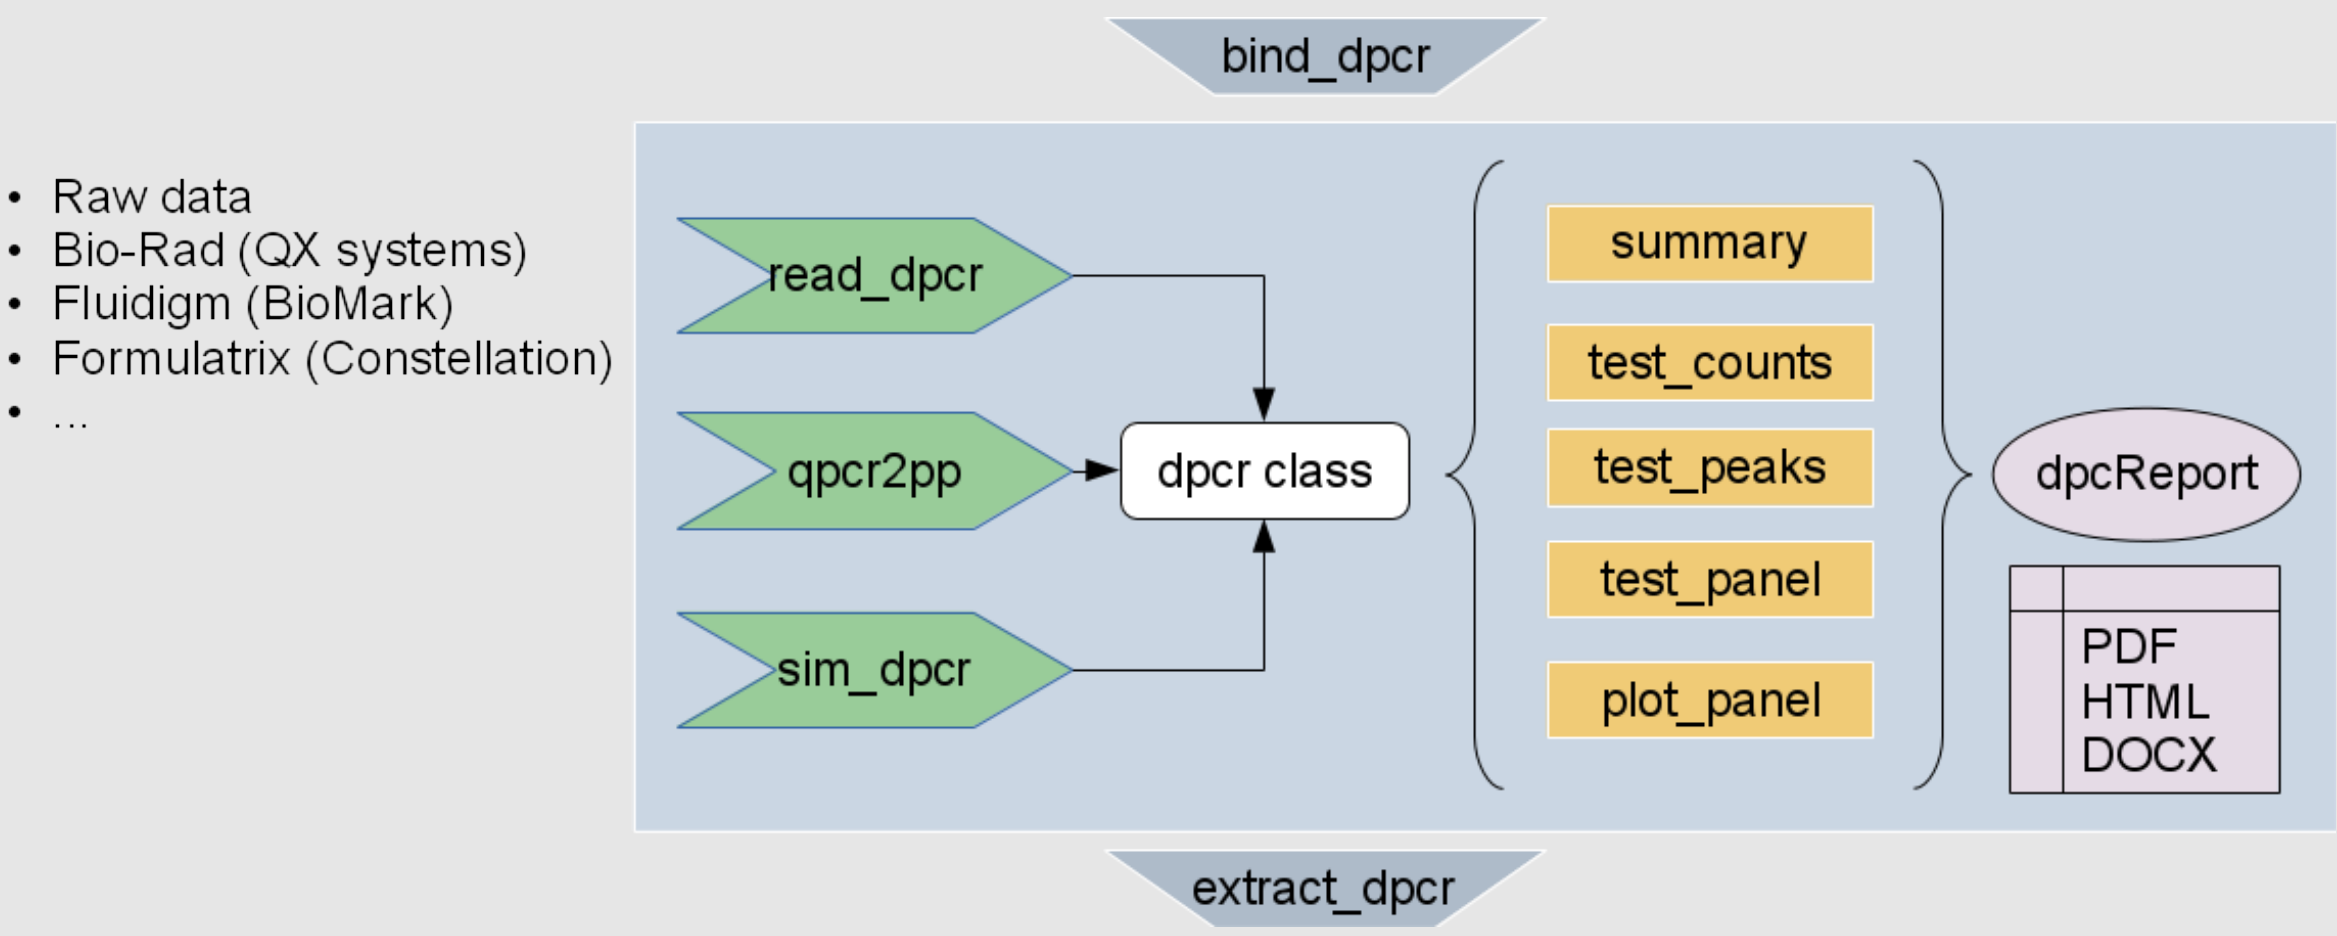 bind_dpcr
• Raw data
• Bio-Rad (QX systems)
• Fluidigm (BioMark)
• Formulatrix (Constellation)
• ...
read_dpcr
qpcr2pp
sim_dpcr
dpcr class
summary
test_counts
test_peaks
test_panel
plot_panel
dpcReport
PDF
HTML
DOCX
extract_dpcr